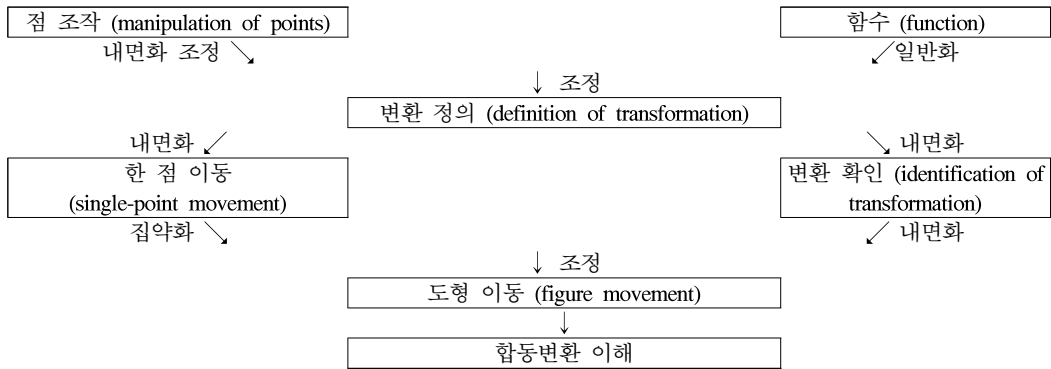 점 조작 (manipulation of points)
함수 (function)
내면화 조정
일반화
조정
변환 정의 (definition of transformation)
내면화
내면화
한 점 이동
(single-point movement)
변환 확인 (identification of
transformation)
집약화
내면화
조정
도형 이동 (figure movement)
합동변환 이해